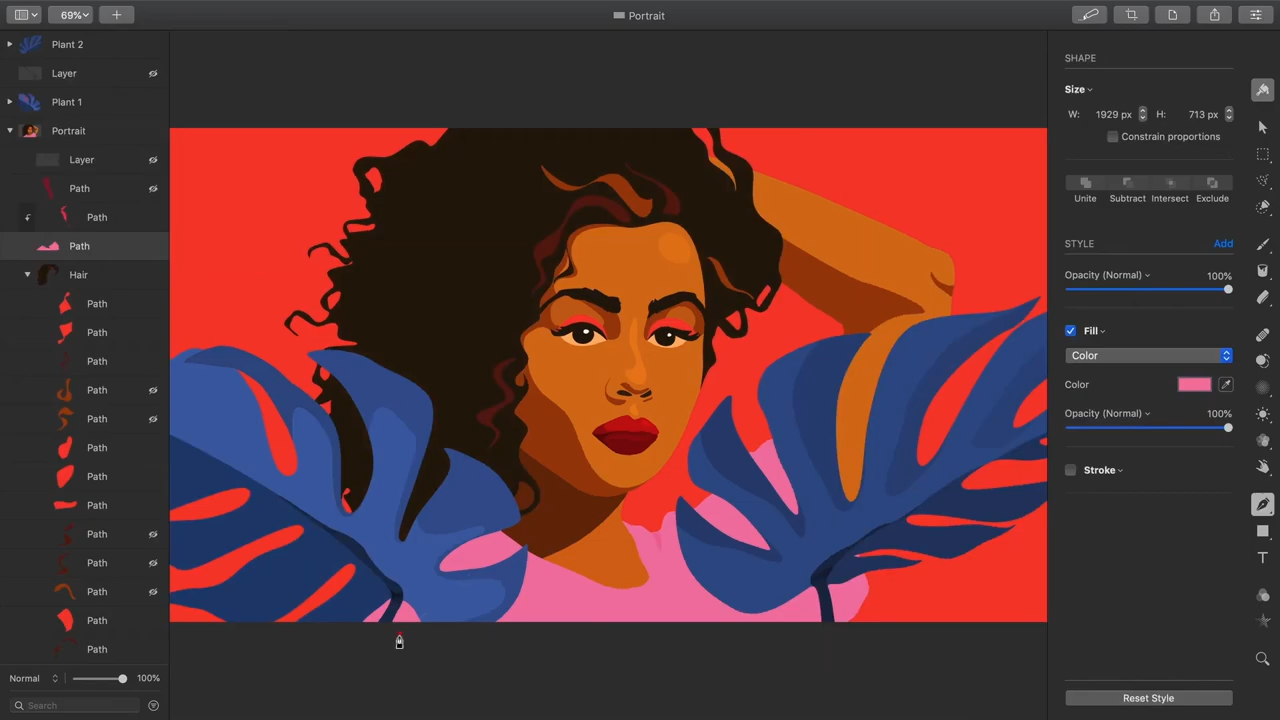 69%
Portrait
Plant 2
Layer
Plant 1
Portrait
Layer
Path
Path
Path
Hair
Path
Path
Path
Path
Path
Path
Path
Path
Path
Path
Path
Path
Path
Normal
100%
Search
SHAPE
Size
W: 1929 px H: 713 px
Constrain proportions
Unite Subtract Intersect Exclude
STYLE Add
Opacity (Normal) 100%
Fill
Color
Color
Opacity (Normal) 100%
Stroke
Reset Style